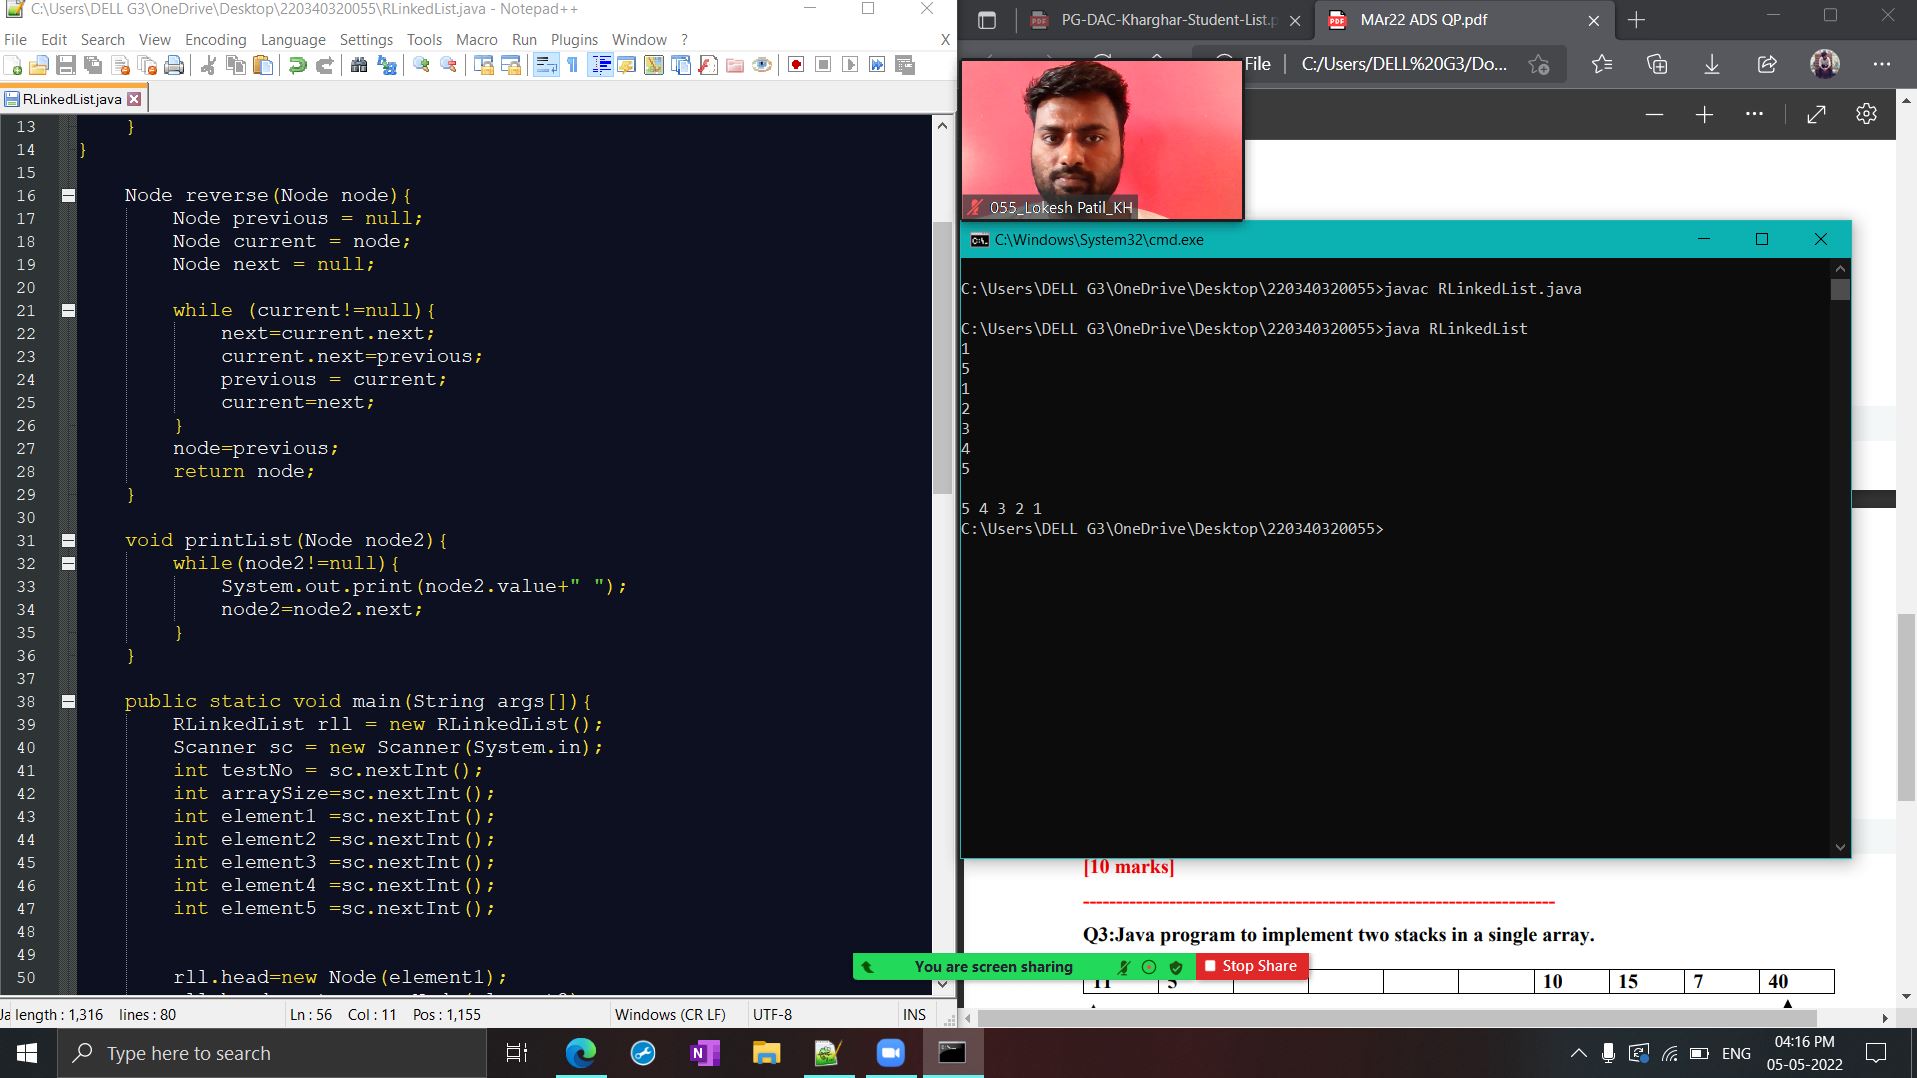 C:\Users\DELL G3\OneDrive\Desktop\220340320055\RLinkedList.java - Notepad++
File Edit Search View Encoding Language Settings Tools Macro Run Plugins Window ? X
RLinkedList.java
13 }
14 }
15
16 Node reverse(Node node){
17 Node previous = null;
18 Node current = node;
19 Node next = null;
20
21 while (current!=null){
22 next=current.next;
23 current.next=previous;
24 previous = current;
25 current=next;
26 }
27 node=previous;
28 return node;
29 }
30
31 void printList(Node node2){
32 while(node2!=null){
33 System.out.print(node2.value+" ");
34 node2=node2.next;
35 }
36 }
37
38 public static void main(String args[]){
39 RLinkedList rll = new RLinkedList();
40 Scanner sc = new Scanner(System.in);
41 int testNo = sc.nextInt();
42 int arraySize=sc.nextInt();
43 int element1 =sc.nextInt();
44 int element2 =sc.nextInt();
45 int element3 =sc.nextInt();
46 int element4 =sc.nextInt();
47 int element5 =sc.nextInt();
48
49
50 rll.head=new Node(element1);
Ja length : 1,316 lines : 80 Ln : 56 Col : 11 Pos : 1,155 Windows (CR LF) UTF-8 INS
PG-DAC-Kharghar-Student-List.p
MAr22 ADS QP.pdf
File C:/Users/DELL%20G3/Do...
055_Lokesh Patil_KH
C:\Windows\System32\cmd.exe
C:\Users\DELL G3\OneDrive\Desktop\220340320055>javac RLinkedList.java
C:\Users\DELL G3\OneDrive\Desktop\220340320055>java RLinkedList
1
5
1
2
3
4
5
5 4 3 2 1
C:\Users\DELL G3\OneDrive\Desktop\220340320055>
[10 marks]
Q3:Java program to implement two stacks in a single array.
You are screen sharing Stop Share
11 5 10 15 7 40
Type here to search
ENG
04:16 PM
05-05-2022